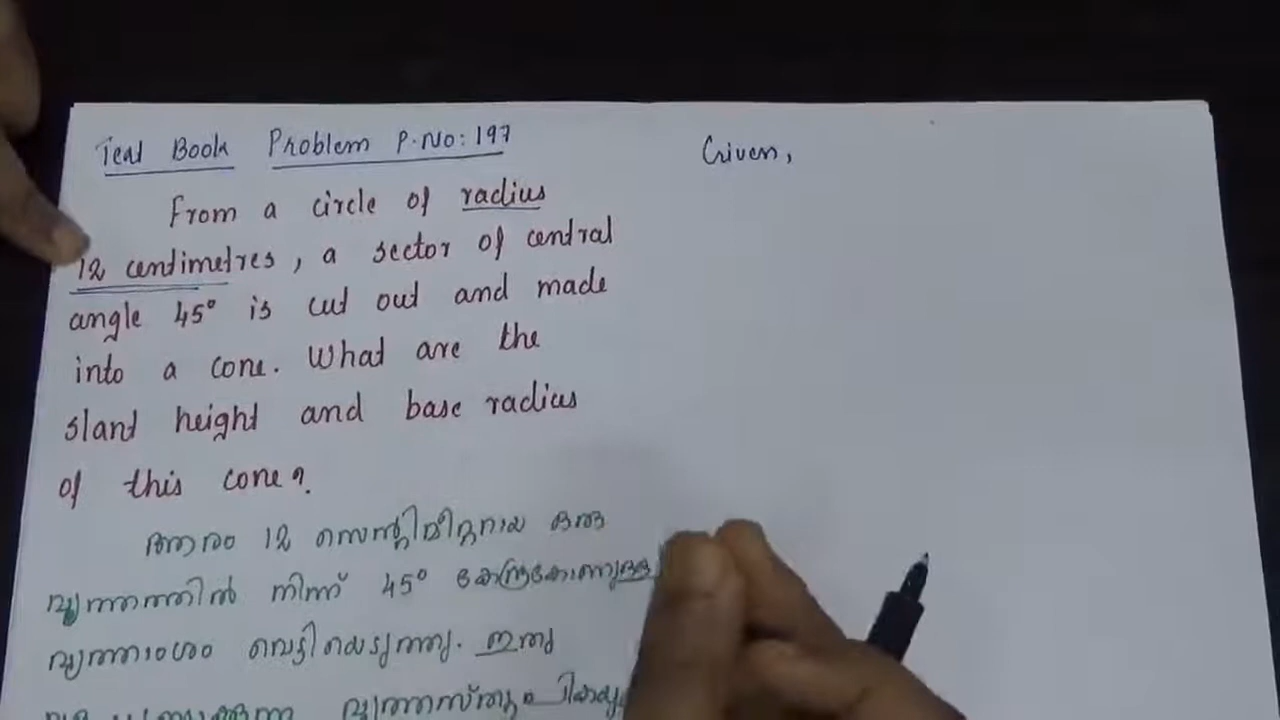 Text Book Problem P.No: 197
From a circle of radius
12 centimetres, a sector of central
angle 45° is cut out and made
into a cone. What are the
slant height and base radius
of this cone?
ആരം 12 സെന്റിമീറ്ററായ ഒരു
വൃത്തത്തിൽ നിന്ന് 45° കേന്ദ്രകോണുള്ള
വൃത്താംശം വെട്ടിയെടുത്തു. ഇതു
Given,